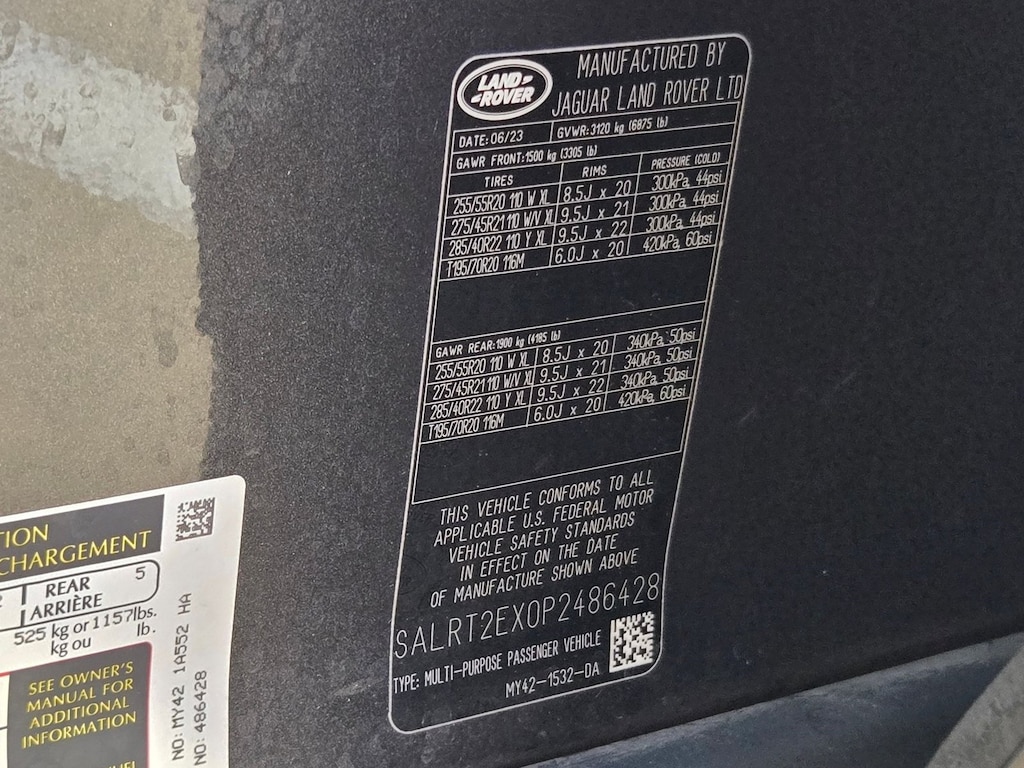 LAND ROVER
MANUFACTURED BY
JAGUAR LAND ROVER LTD
DATE: 06/23 GVWR: 3120 kg (6875 lb)
GAWR FRONT: 1500 kg (3305 lb)
TIRES RIMS PRESSURE (COLD)
255/55R20 110 W XL 8.5J x 20 300kPa, 44psi
275/45R21 110 W/V XL 9.5J x 21 300kPa, 44psi
285/40R22 110 Y XL 9.5J x 22 300kPa, 44psi
T195/70R20 116M 6.0J x 20 420kPa, 60psi
GAWR REAR: 1900 kg (4185 lb)
255/55R20 110 W XL 8.5J x 20 340kPa, 50psi
275/45R21 110 W/V XL 9.5J x 21 340kPa, 50psi
285/40R22 110 Y XL 9.5J x 22 340kPa, 50psi
T195/70R20 116M 6.0J x 20 420kPa, 60psi
THIS VEHICLE CONFORMS TO ALL
APPLICABLE U.S. FEDERAL MOTOR
VEHICLE SAFETY STANDARDS
IN EFFECT ON THE DATE
OF MANUFACTURE SHOWN ABOVE
SALRT2EX0P2486428
TYPE: MULTI-PURPOSE PASSENGER VEHICLE
MY42-1532-DA
TION
CHARGEMENT
REAR 5
ARRIÈRE
525 kg or 1157lbs.
kg ou lb.
SEE OWNER'S
MANUAL FOR
ADDITIONAL
INFORMATION
NO: MY42 1A552 HA
NO: 486428